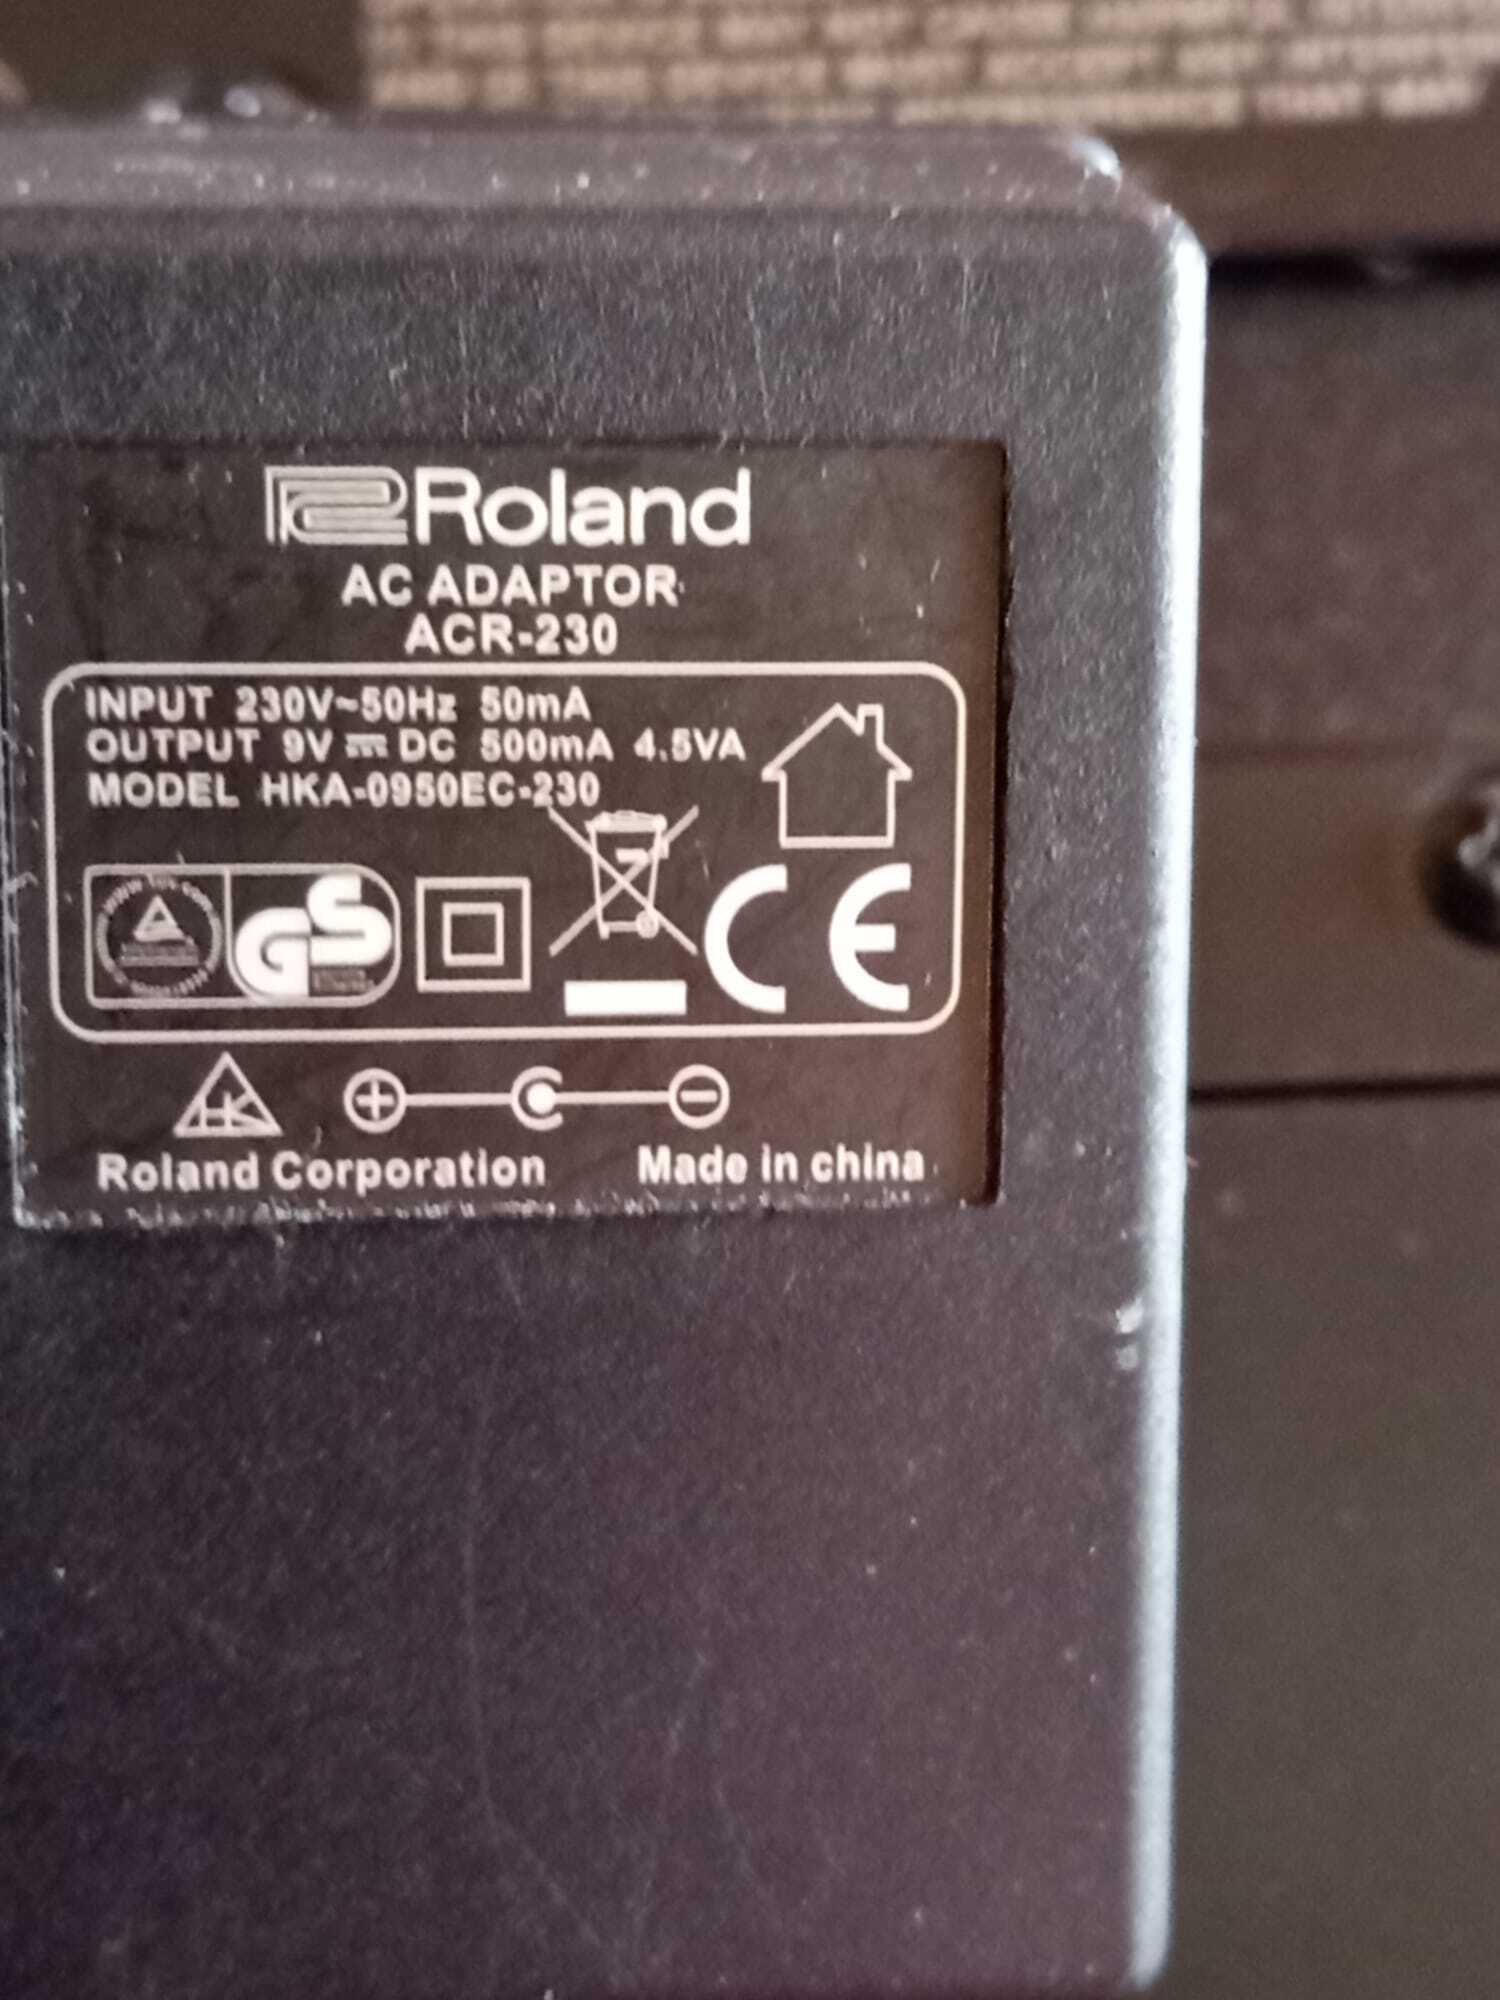 Roland
AC ADAPTOR
ACR-230
INPUT 230V~50Hz 50mA
OUTPUT 9V ⎓ DC 500mA 4.5VA
MODEL HKA-0950EC-230
GS
CE
HK
Roland Corporation Made in china